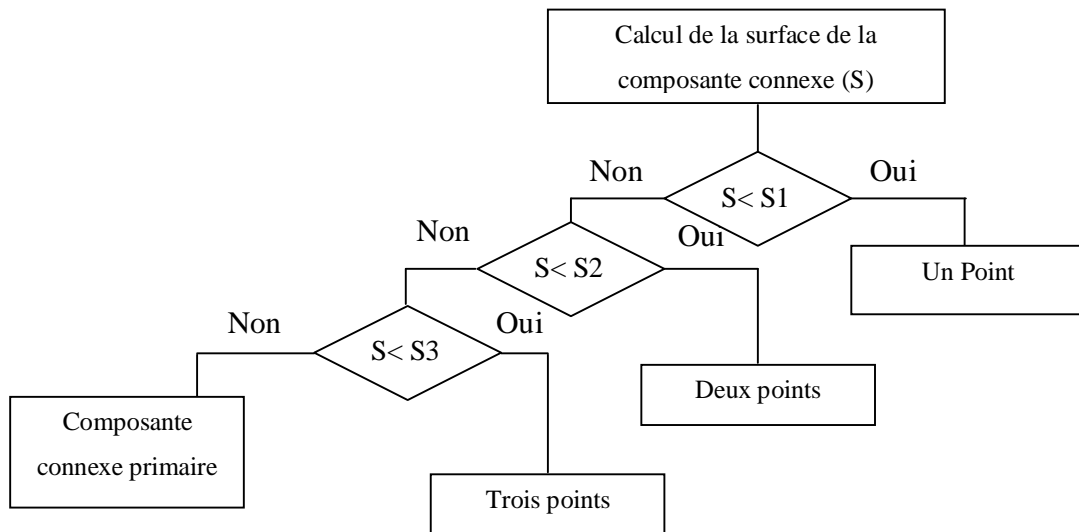 Calcul de la surface de la
composante connexe (S)
Non
Oui
S< S1
Non
Oui
S< S2
Un Point
Non
Oui
S< S3
Deux points
Composante
connexe primaire
Trois points